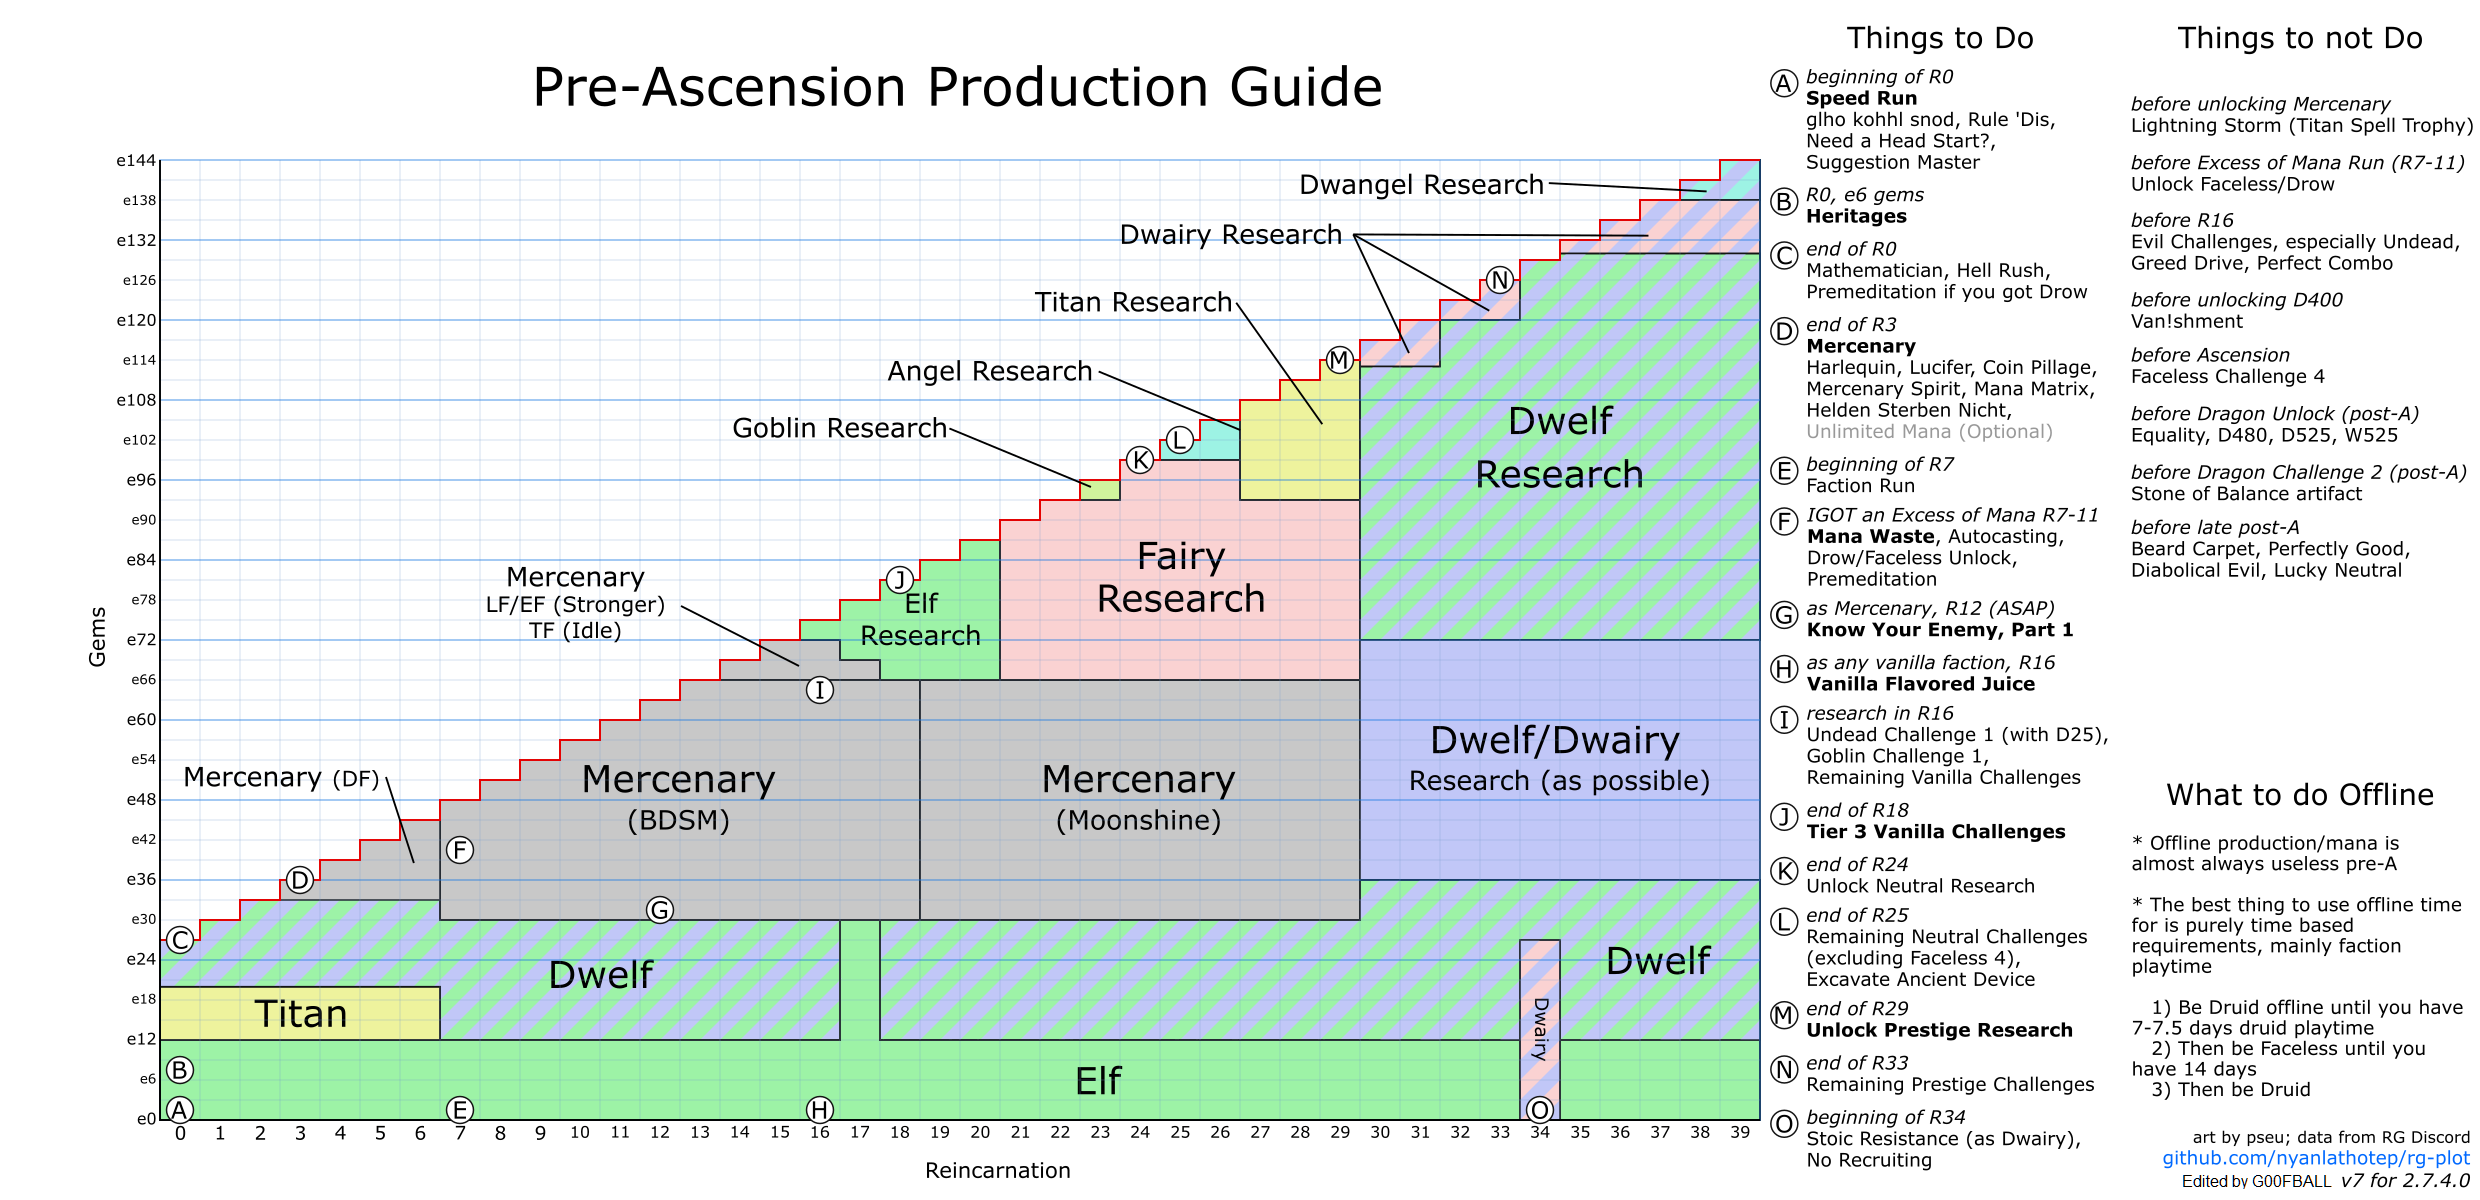 Pre-Ascension Production Guide
Gems
e144
e138
e132
e126
e120
e114
e108
e102
e96
e90
e84
e78
e72
e66
e60
e54
e48
e42
e36
e30
e24
e18
e12
e6
e0
Dwangel Research
Dwairy Research
Titan Research
Angel Research
Goblin Research
Mercenary
LF/EF (Stronger)
TF (Idle)
Mercenary (DF)
N
M
L
K
J
Elf
Research
Fairy
Research
Dwelf
Research
I
Mercenary
(BDSM)
Mercenary
(Moonshine)
Dwelf/Dwairy
Research (as possible)
F
D
G
C
Dwelf
Dwelf
Titan
Dwairy
B
Elf
A
E
H
O
0 1 2 3 4 5 6 7 8 9 10 11 12 13 14 15 16 17 18 19 20 21 22 23 24 25 26 27 28 29 30 31 32 33 34 35 36 37 38 39
Reincarnation
Things to Do
A beginning of R0
Speed Run
glho kohhl snod, Rule 'Dis,
Need a Head Start?,
Suggestion Master
B R0, e6 gems
Heritages
C end of R0
Mathematician, Hell Rush,
Premeditation if you got Drow
D end of R3
Mercenary
Harlequin, Lucifer, Coin Pillage,
Mercenary Spirit, Mana Matrix,
Helden Sterben Nicht,
Unlimited Mana (Optional)
E beginning of R7
Faction Run
F IGOT an Excess of Mana R7-11
Mana Waste, Autocasting,
Drow/Faceless Unlock,
Premeditation
G as Mercenary, R12 (ASAP)
Know Your Enemy, Part 1
H as any vanilla faction, R16
Vanilla Flavored Juice
I research in R16
Undead Challenge 1 (with D25),
Goblin Challenge 1,
Remaining Vanilla Challenges
J end of R18
Tier 3 Vanilla Challenges
K end of R24
Unlock Neutral Research
L end of R25
Remaining Neutral Challenges
(excluding Faceless 4),
Excavate Ancient Device
M end of R29
Unlock Prestige Research
N end of R33
Remaining Prestige Challenges
O beginning of R34
Stoic Resistance (as Dwairy),
No Recruiting
Things to not Do
before unlocking Mercenary
Lightning Storm (Titan Spell Trophy)
before Excess of Mana Run (R7-11)
Unlock Faceless/Drow
before R16
Evil Challenges, especially Undead,
Greed Drive, Perfect Combo
before unlocking D400
Van!shment
before Ascension
Faceless Challenge 4
before Dragon Unlock (post-A)
Equality, D480, D525, W525
before Dragon Challenge 2 (post-A)
Stone of Balance artifact
before late post-A
Beard Carpet, Perfectly Good,
Diabolical Evil, Lucky Neutral
What to do Offline
* Offline production/mana is
almost always useless pre-A
* The best thing to use offline time
for is purely time based
requirements, mainly faction
playtime
1) Be Druid offline until you have
7-7.5 days druid playtime
2) Then be Faceless until you
have 14 days
3) Then be Druid
art by pseu; data from RG Discord
github.com/nyanlathotep/rg-plot
Edited by G00FBALL v7 for 2.7.4.0